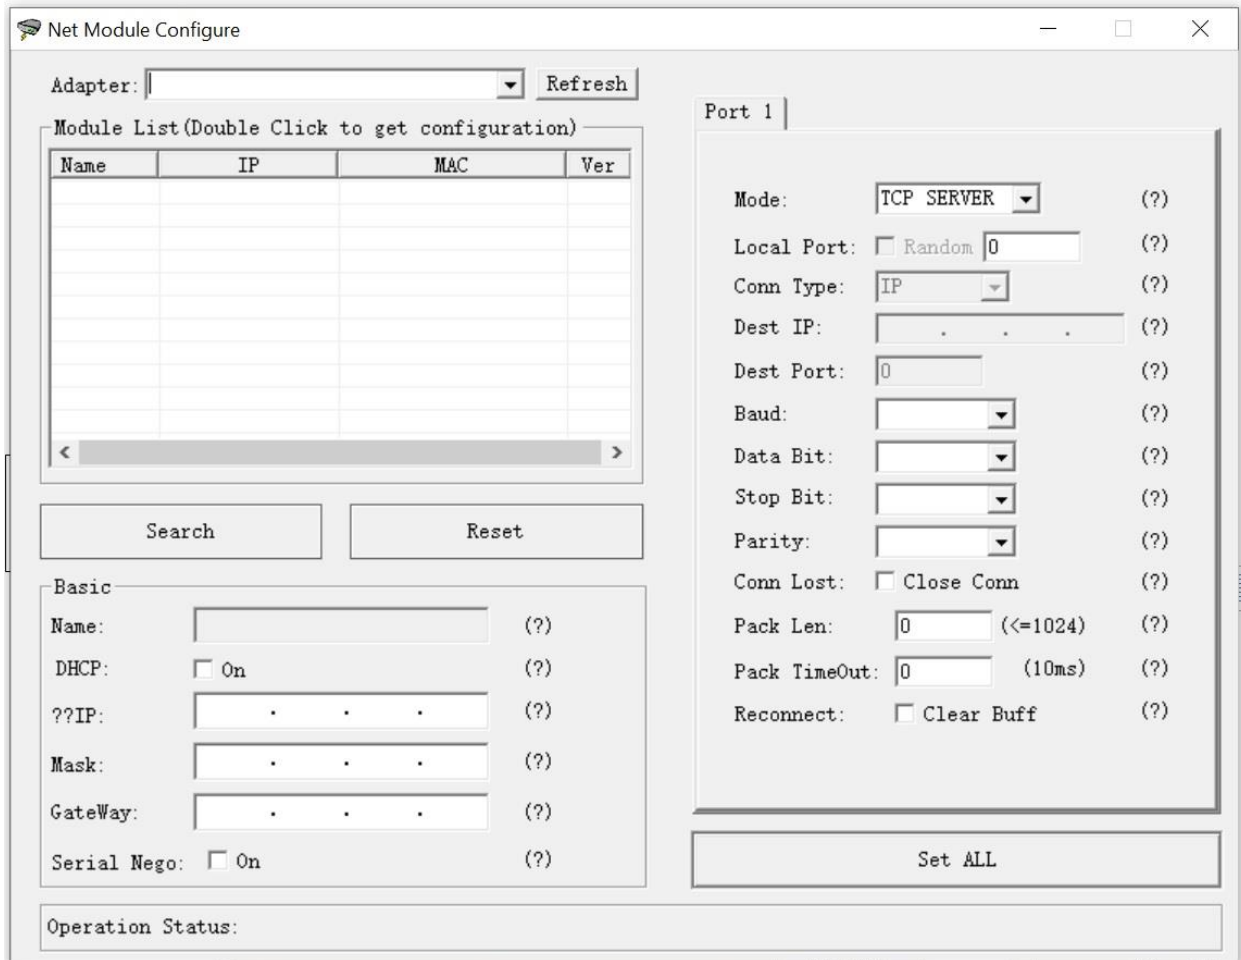 Net Module Configure
Adapter: Refresh
Module List(Double Click to get configuration)
Name IP MAC Ver
Search Reset
Basic
Name: (?)
DHCP: On (?)
??IP: . . . (?)
Mask: . . . (?)
GateWay: . . . (?)
Serial Nego: On (?)
Port 1
Mode: TCP SERVER (?)
Local Port: Random 0 (?)
Conn Type: IP (?)
Dest IP: . . . (?)
Dest Port: 0 (?)
Baud: (?)
Data Bit: (?)
Stop Bit: (?)
Parity: (?)
Conn Lost: Close Conn (?)
Pack Len: 0 (<=1024) (?)
Pack TimeOut: 0 (10ms) (?)
Reconnect: Clear Buff (?)
Set ALL
Operation Status: